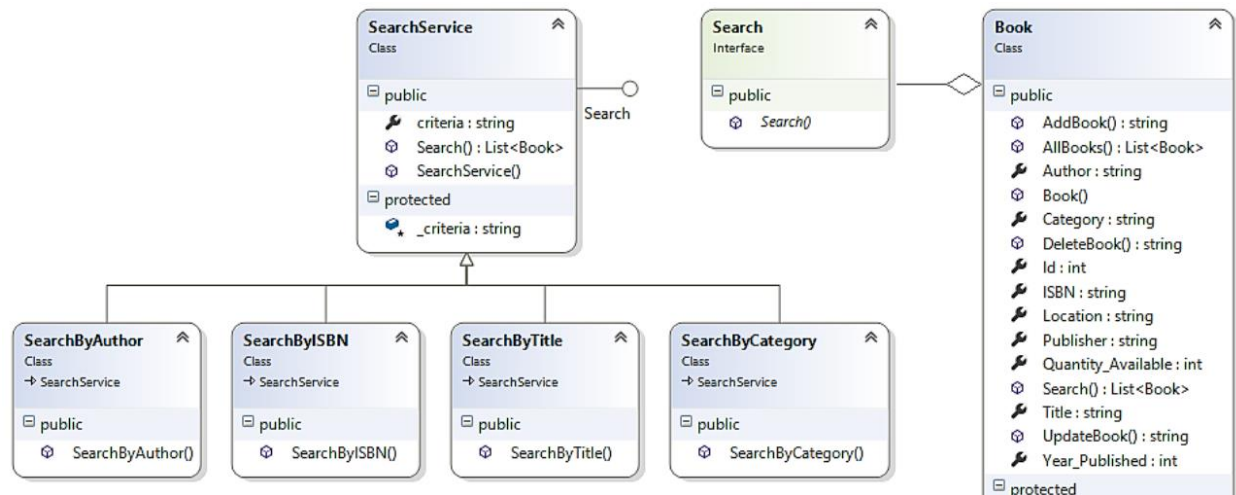 SearchService
Class
public
criteria : string
Search() : List<Book>
SearchService()
protected
_criteria : string
Search
Search
Interface
public
Search()
Book
Class
public
AddBook() : string
AllBooks() : List<Book>
Author : string
Book()
Category : string
DeleteBook() : string
Id : int
ISBN : string
Location : string
Publisher : string
Quantity_Available : int
Search() : List<Book>
Title : string
UpdateBook() : string
Year_Published : int
protected
SearchByAuthor
Class
SearchService
public
SearchByAuthor()
SearchByISBN
Class
SearchService
public
SearchByISBN()
SearchByTitle
Class
SearchService
public
SearchByTitle()
SearchByCategory
Class
SearchService
public
SearchByCategory()